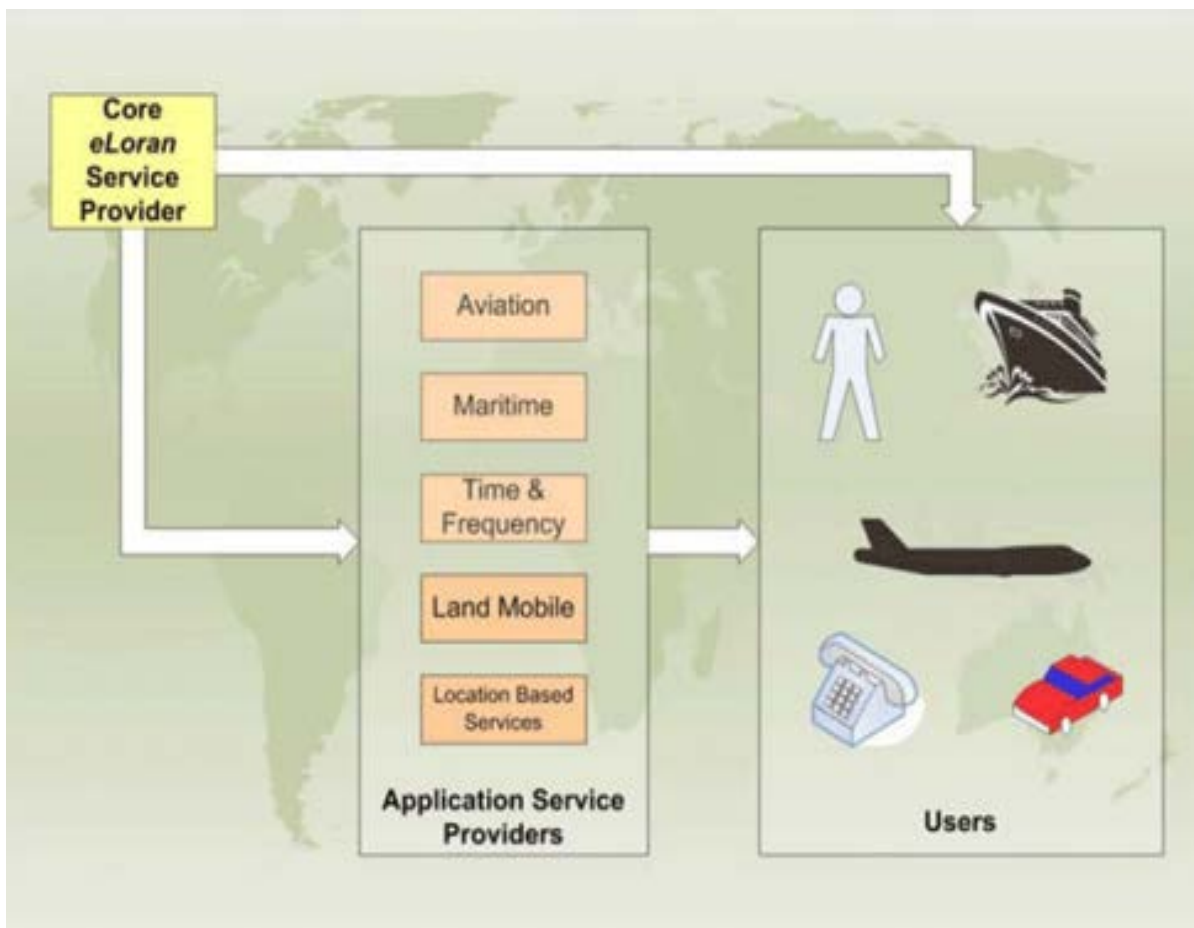 Core
eLoran
Service
Provider
Aviation
Maritime
Time &
Frequency
Land Mobile
Location Based
Services
Application Service
Providers
Users